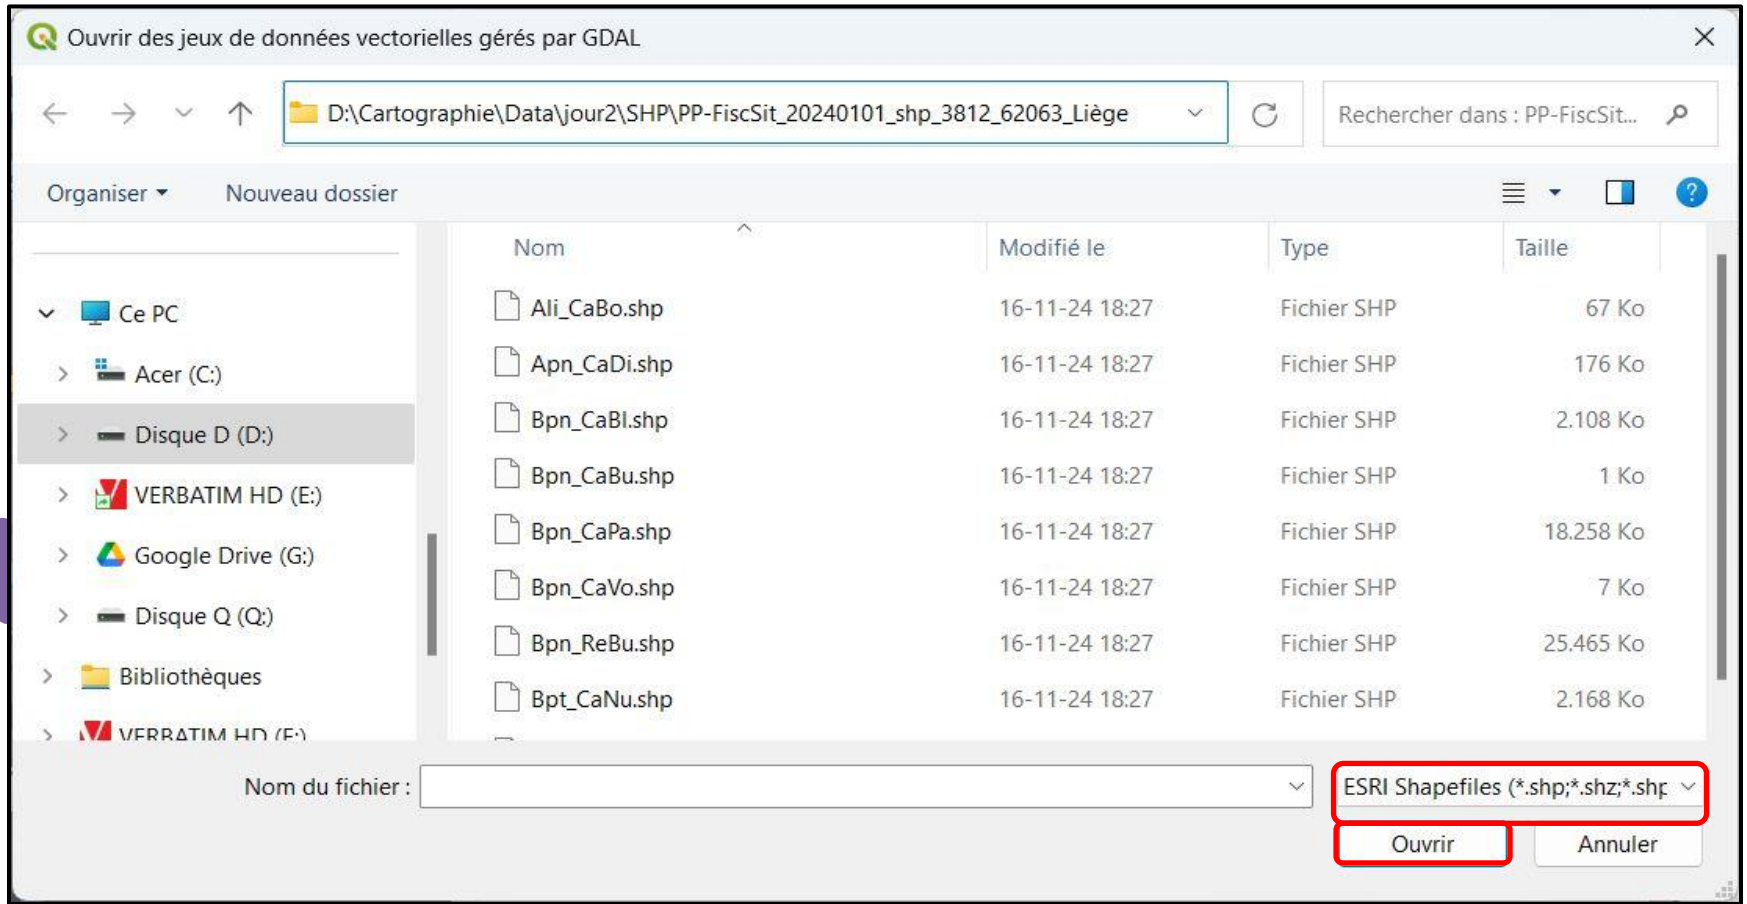 Ouvrir des jeux de données vectorielles gérés par GDAL
D:\Cartographie\Data\jour2\SHP\PP-FiscSit_20240101_shp_3812_62063_Liège
Rechercher dans : PP-FiscSit...
Organiser
Nouveau dossier
Nom Modifié le Type Taille
Ce PC
Acer (C:)
Disque D (D:)
VERBATIM HD (E:)
Google Drive (G:)
Disque Q (Q:)
Bibliothèques
VERBATIM HD (E:)
Ali_CaBo.shp 16-11-24 18:27 Fichier SHP 67 Ko
Apn_CaDi.shp 16-11-24 18:27 Fichier SHP 176 Ko
Bpn_CaBl.shp 16-11-24 18:27 Fichier SHP 2.108 Ko
Bpn_CaBu.shp 16-11-24 18:27 Fichier SHP 1 Ko
Bpn_CaPa.shp 16-11-24 18:27 Fichier SHP 18.258 Ko
Bpn_CaVo.shp 16-11-24 18:27 Fichier SHP 7 Ko
Bpn_ReBu.shp 16-11-24 18:27 Fichier SHP 25.465 Ko
Bpt_CaNu.shp 16-11-24 18:27 Fichier SHP 2.168 Ko
Nom du fichier :
ESRI Shapefiles (*.shp;*.shz;*.shp
Ouvrir
Annuler